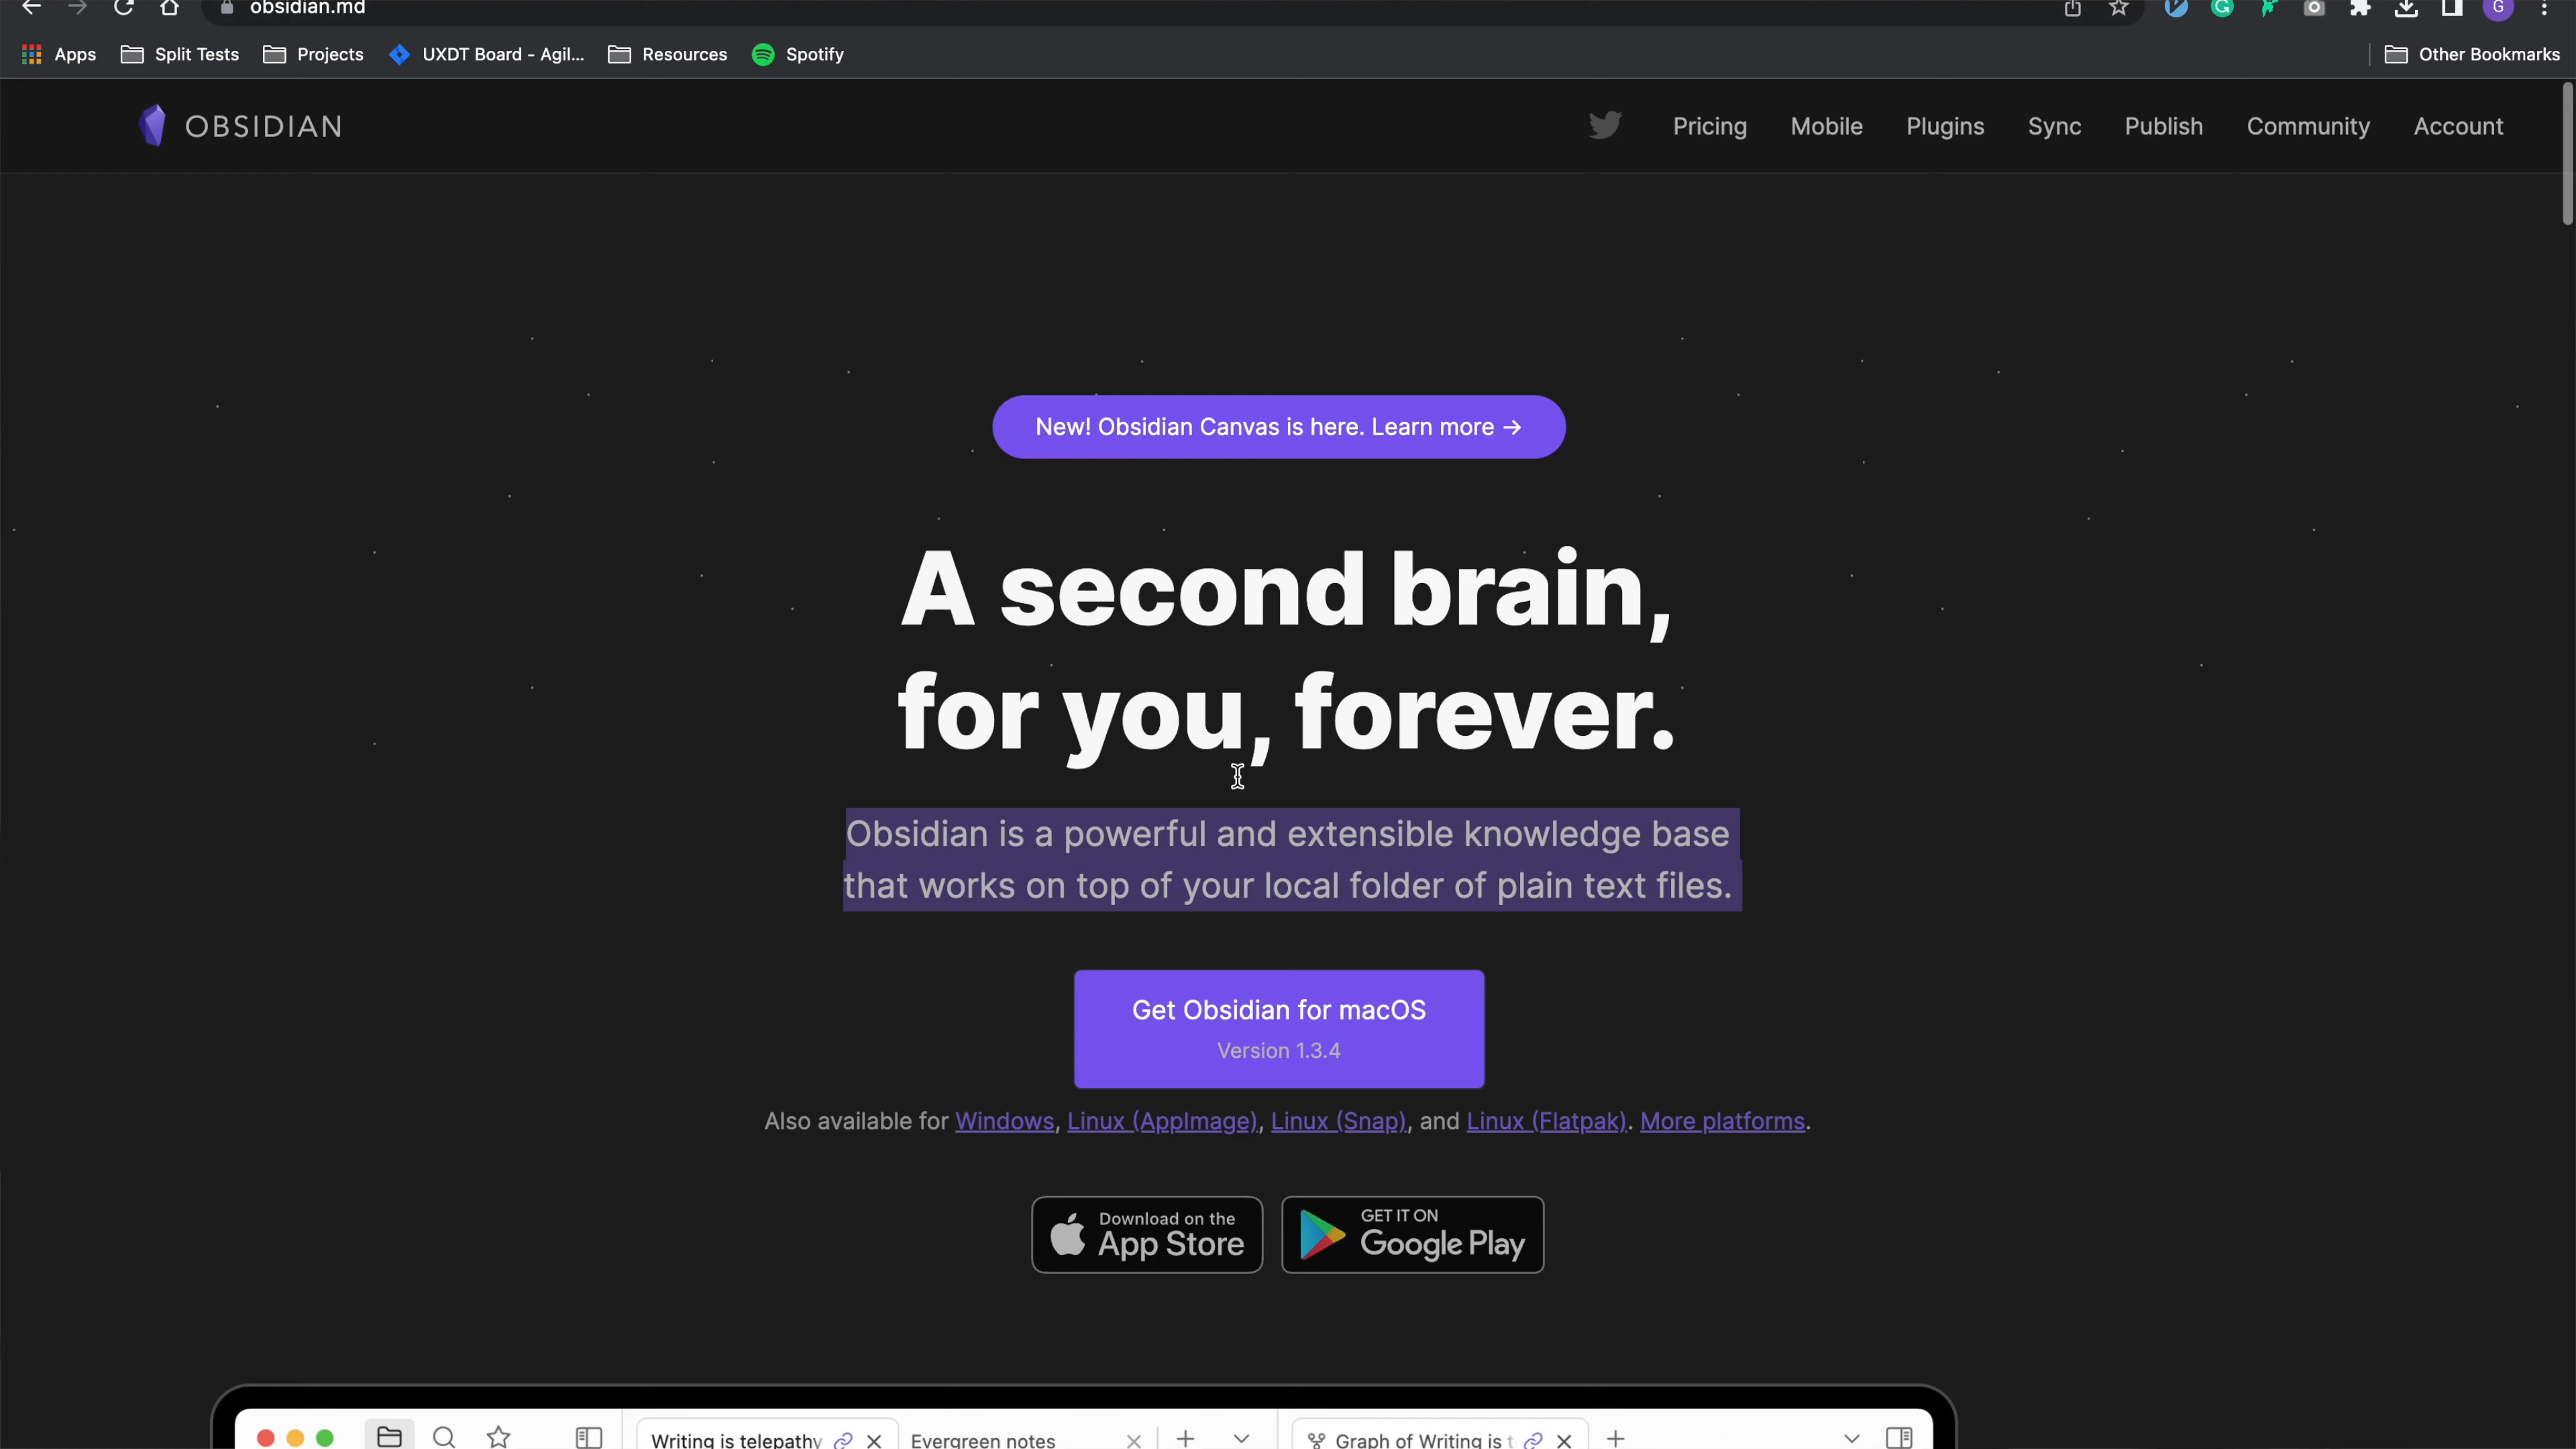 obsidian.md
Apps Split Tests Projects UXDT Board - Agil... Resources Spotify Other Bookmarks
OBSIDIAN Pricing Mobile Plugins Sync Publish Community Account
New! Obsidian Canvas is here. Learn more →
A second brain,
for you, forever.
Obsidian is a powerful and extensible knowledge base
that works on top of your local folder of plain text files.
Get Obsidian for macOS
Version 1.3.4
Also available for Windows, Linux (AppImage), Linux (Snap), and Linux (Flatpak). More platforms.
Download on the
App Store
GET IT ON
Google Play
Writing is telepathy Evergreen notes Graph of Writing is t